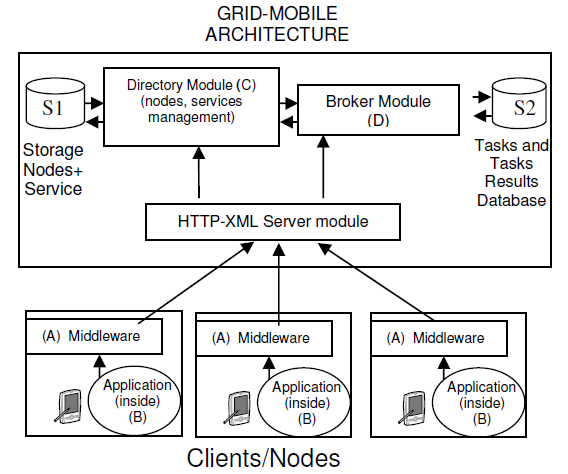 GRID-MOBILE
ARCHITECTURE
S1
Storage
Nodes+
Service
Directory Module (C)
(nodes, services
management)
Broker Module
(D)
S2
Tasks and
Tasks
Results
Database
HTTP-XML Server module
(A) Middleware
Application
(inside)
(B)
(A) Middleware
Application
(inside)
(B)
(A) Middleware
Application
(inside)
(B)
Clients/Nodes